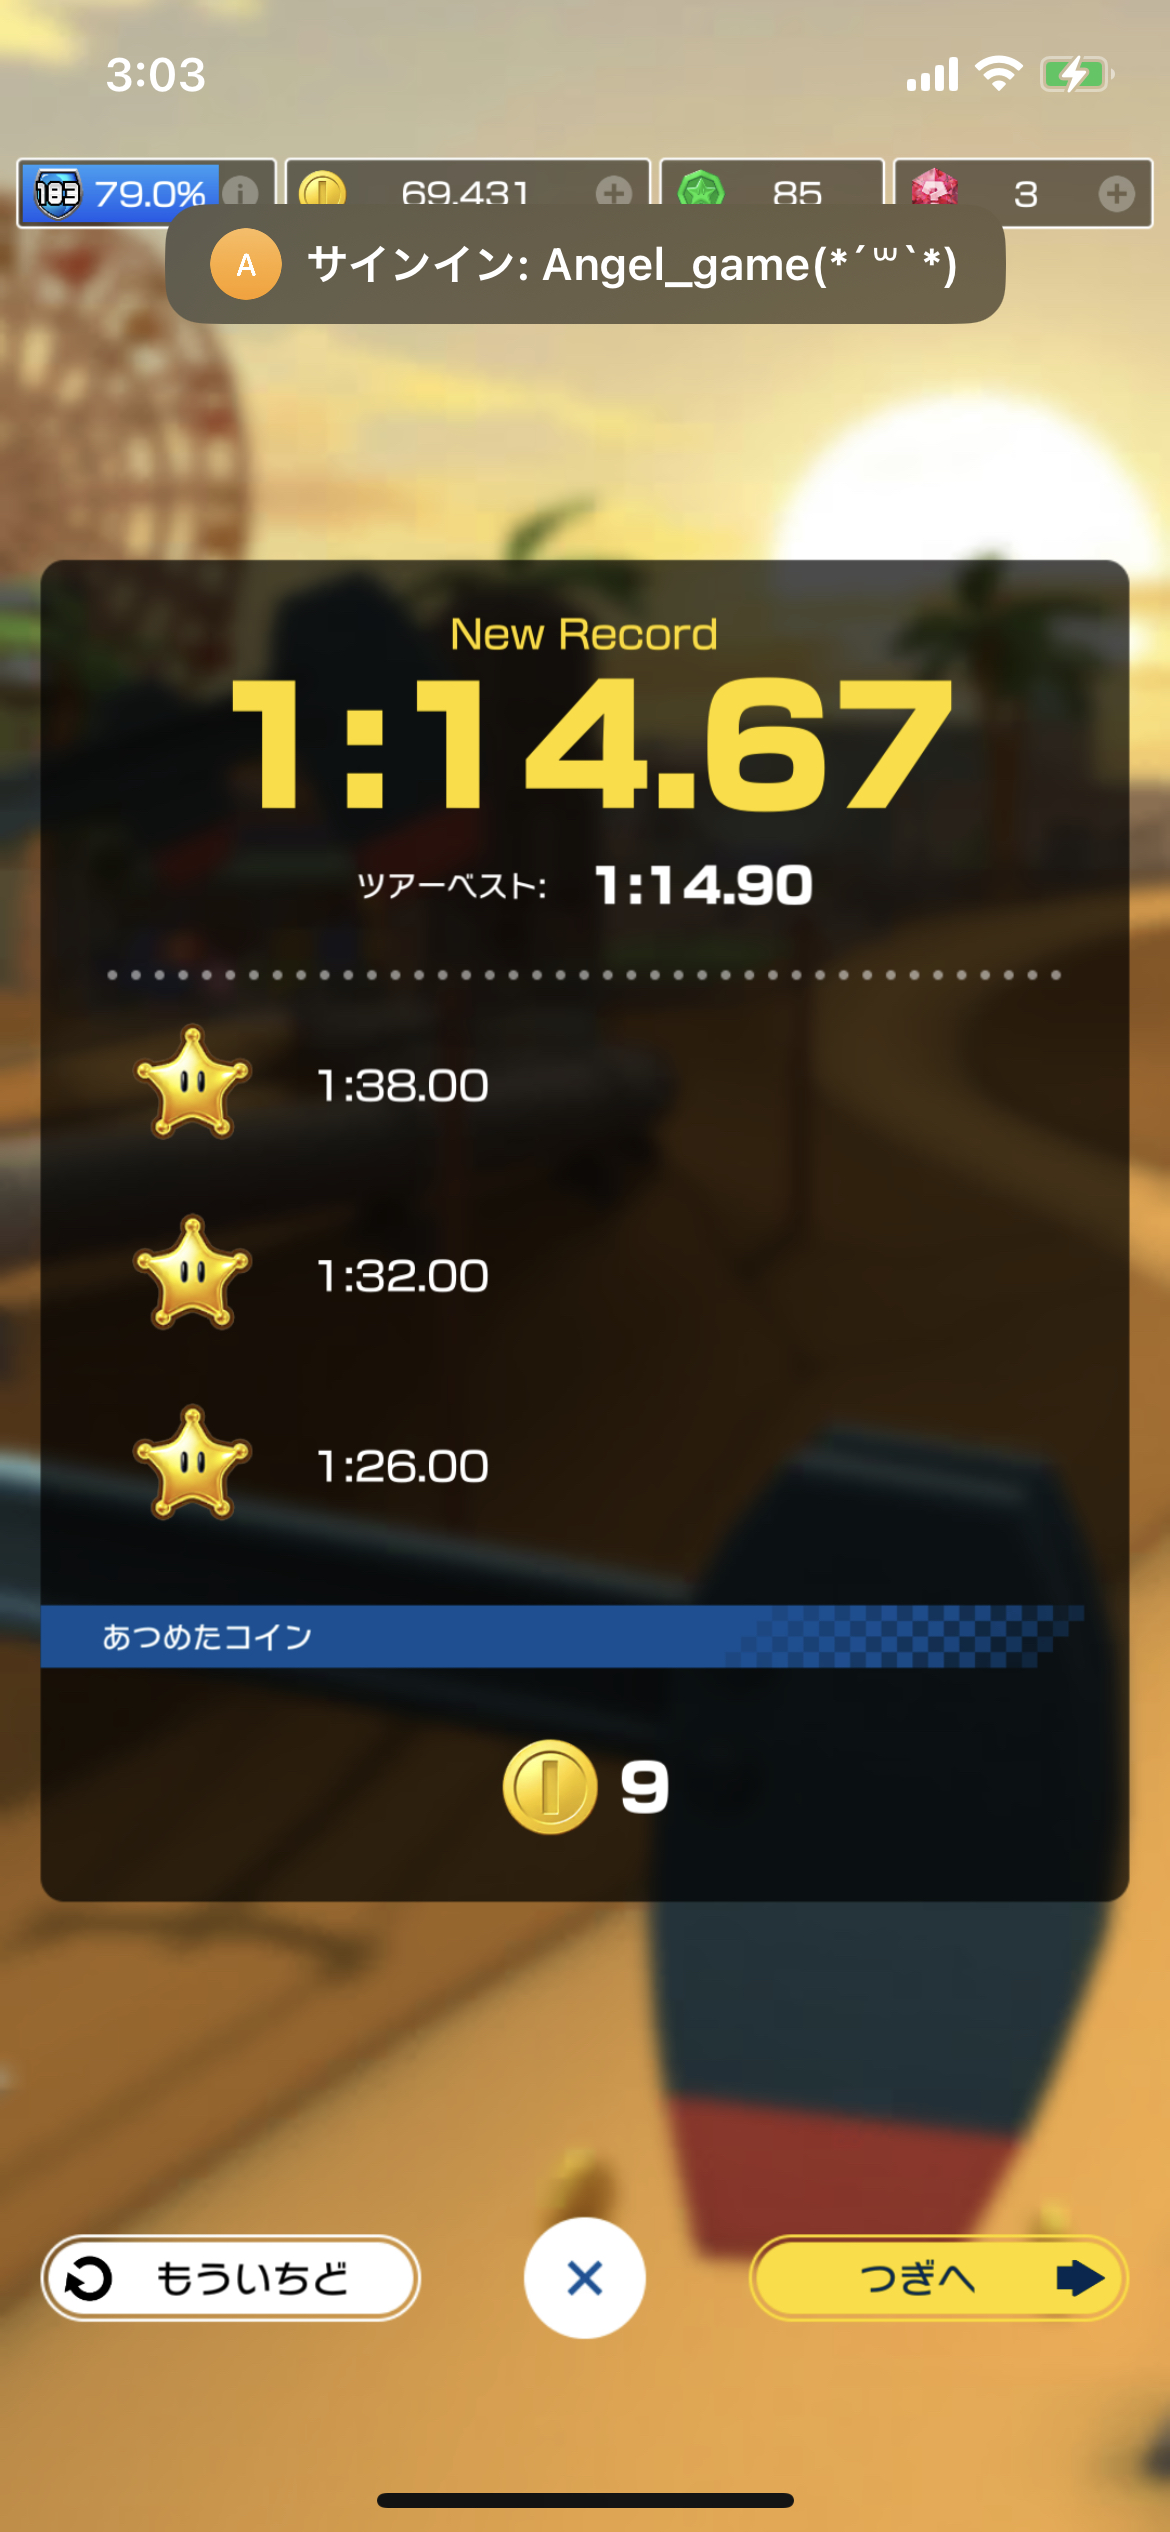 3:03
183 79.0% i 69,431 + 85 3 +
A サインイン: Angel_game(*´꒳`*)
New Record
1:14.67
ツアーベスト: 1:14.90
1:38.00
1:32.00
1:26.00
あつめたコイン
9
もういちど × つぎへ